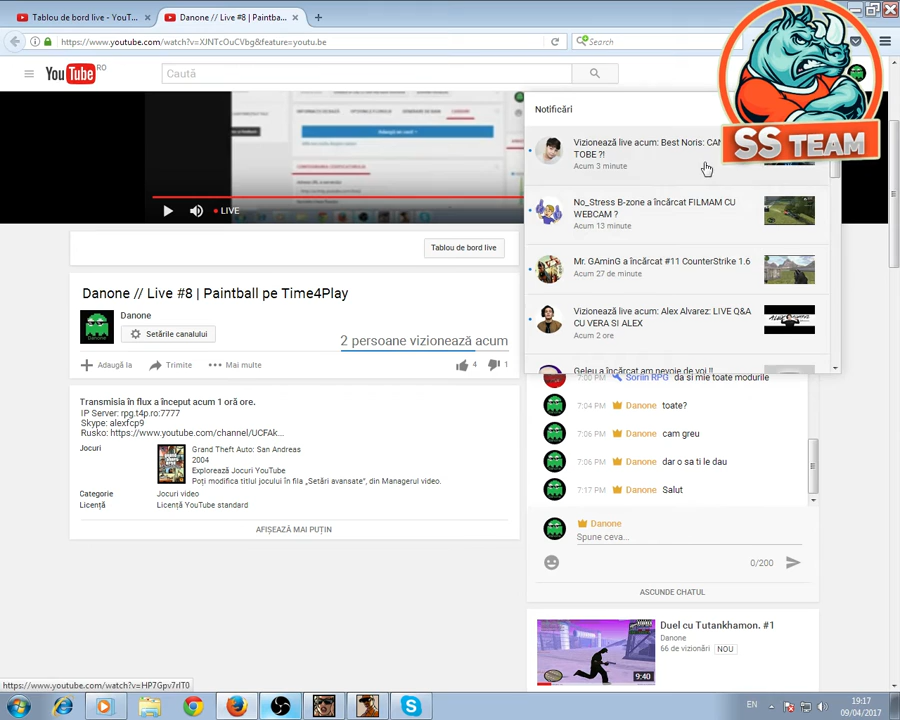 Tablou de bord live - YouT...
Danone // Live #8 | Paintba...
https://www.youtube.com/watch?v=XJNTcOuCVbg&feature=youtu.be
Search
YouTube RO
Caută
SS TEAM
Notificări
Vizionează live acum: Best Noris: CAN
TOBE ?!
Acum 3 minute
No_Stress B-zone a încărcat FILMAM CU
WEBCAM ?
Acum 13 minute
Mr. GAminG a încărcat #11 CounterStrike 1.6
Acum 27 de minute
Vizionează live acum: Alex Alvarez: LIVE Q&A
CU VERA SI ALEX
Acum 2 ore
Geleu a încărcat am nevoie de voi !!
LIVE
Tablou de bord live
Danone // Live #8 | Paintball pe Time4Play
Danone
Setările canalului
2 persoane vizionează acum
Adaugă la
Trimite
Mai multe
4
1
Transmisia în flux a început acum 1 oră ore.
IP Server: rpg.t4p.ro:7777
Skype: alexfcp9
Rusko: https://www.youtube.com/channel/UCFAk...
Jocuri
Grand Theft Auto: San Andreas
2004
Explorează Jocuri YouTube
Poți modifica titlul jocului în fila „Setări avansate”, din Managerul video.
Categorie Jocuri video
Licență Licență YouTube standard
AFIȘEAZĂ MAI PUȚIN
7:00 PM Soriin RPG da si mie toate modurile
7:04 PM Danone toate?
7:06 PM Danone cam greu
7:06 PM Danone dar o sa ti le dau
7:17 PM Danone Salut
Danone
Spune ceva...
0/200
ASCUNDE CHATUL
Duel cu Tutankhamon. #1
Danone
66 de vizionări NOU
9:40
https://www.youtube.com/watch?v=HP7Gpv7rIT0
EN
19:17
09/04/2017